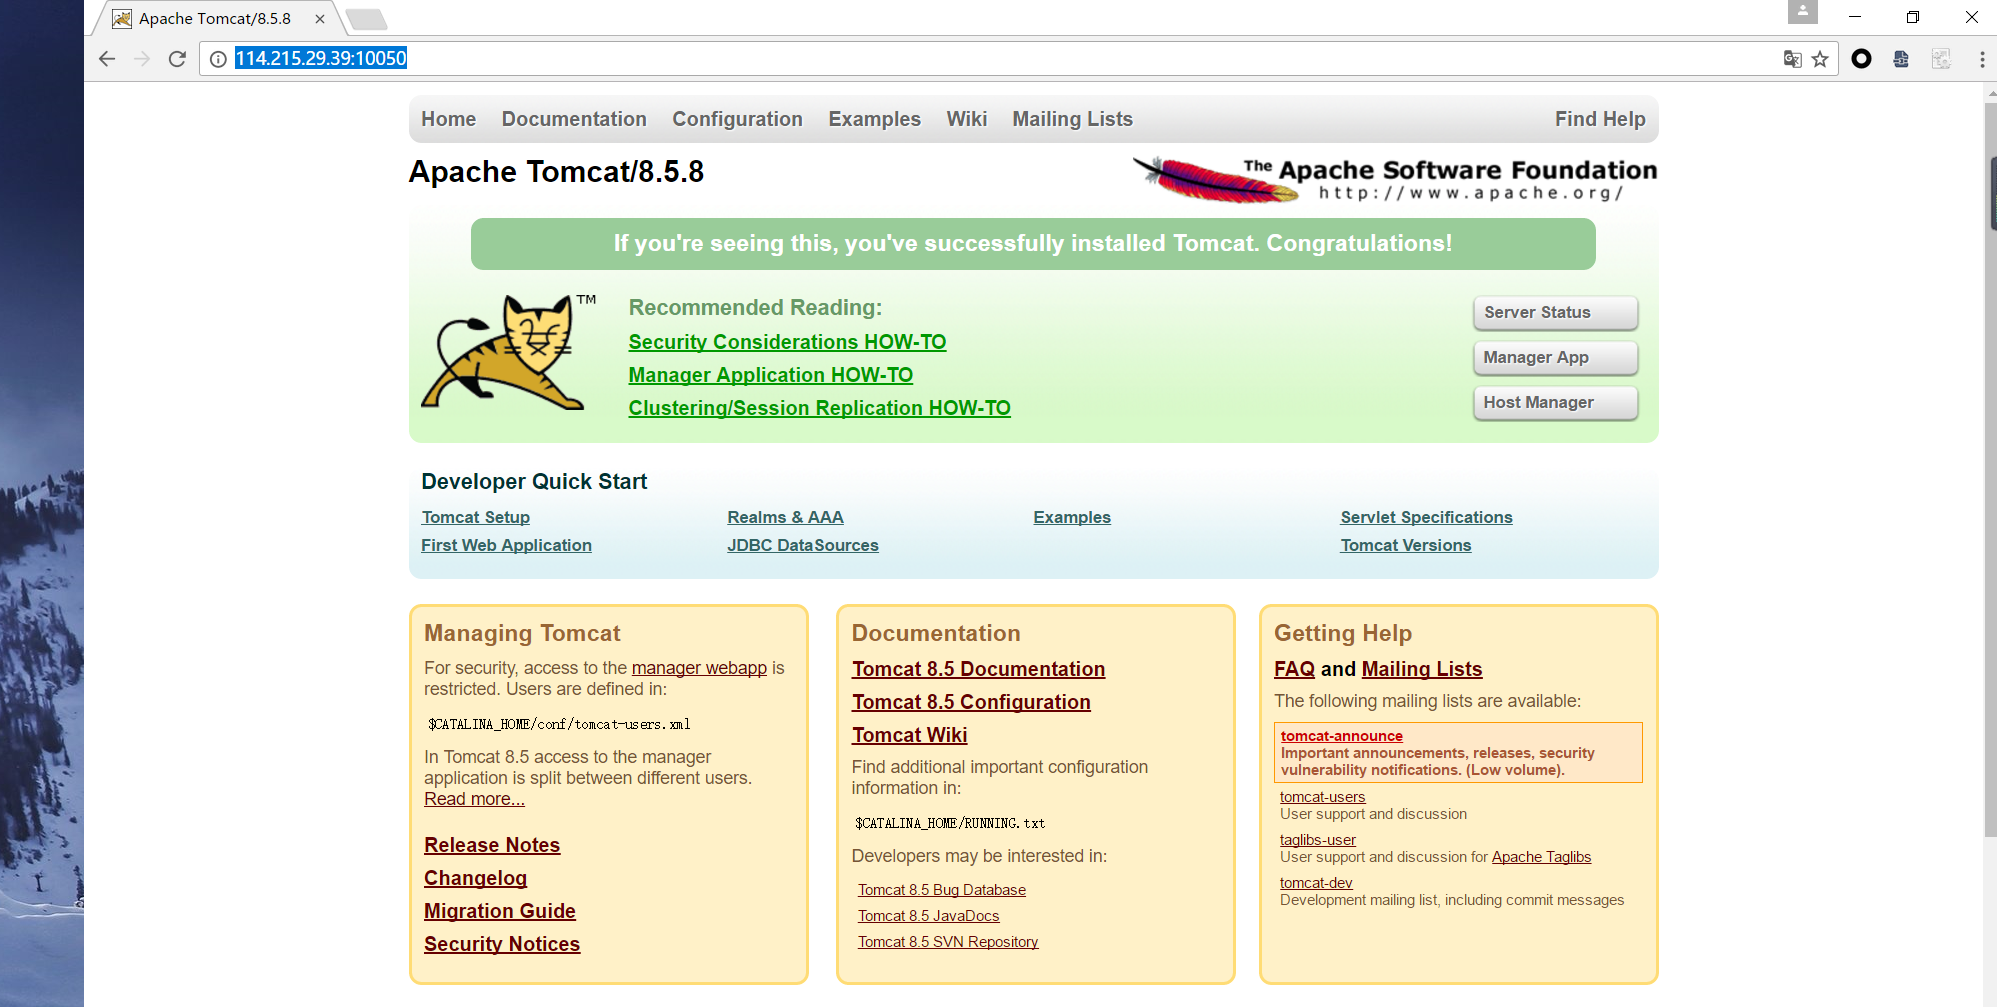 Apache Tomcat/8.5.8
114.215.29.39:10050
Home Documentation Configuration Examples Wiki Mailing Lists Find Help
Apache Tomcat/8.5.8
The Apache Software Foundation
http://www.apache.org/
If you're seeing this, you've successfully installed Tomcat. Congratulations!
TM
Recommended Reading:
Security Considerations HOW-TO
Manager Application HOW-TO
Clustering/Session Replication HOW-TO
Server Status
Manager App
Host Manager
Developer Quick Start
Tomcat Setup
First Web Application
Realms & AAA
JDBC DataSources
Examples
Servlet Specifications
Tomcat Versions
Managing Tomcat
For security, access to the manager webapp is
restricted. Users are defined in:
$CATALINA_HOME/conf/tomcat-users.xml
In Tomcat 8.5 access to the manager
application is split between different users.
Read more...
Release Notes
Changelog
Migration Guide
Security Notices
Documentation
Tomcat 8.5 Documentation
Tomcat 8.5 Configuration
Tomcat Wiki
Find additional important configuration
information in:
$CATALINA_HOME/RUNNING.txt
Developers may be interested in:
Tomcat 8.5 Bug Database
Tomcat 8.5 JavaDocs
Tomcat 8.5 SVN Repository
Getting Help
FAQ and Mailing Lists
The following mailing lists are available:
tomcat-announce
Important announcements, releases, security
vulnerability notifications. (Low volume).
tomcat-users
User support and discussion
taglibs-user
User support and discussion for Apache Taglibs
tomcat-dev
Development mailing list, including commit messages